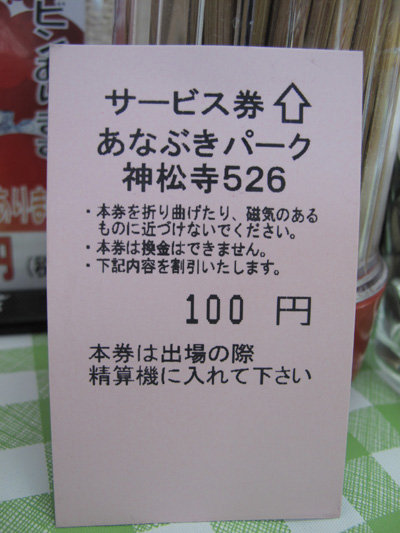 サービス券⇧
あなぶきパーク
神松寺526
・本券を折り曲げたり、磁気のある
ものに近づけないでください。
・本券は換金はできません。
・下記内容を割引いたします。
100 円
本券は出場の際
精算機に入れて下さい
円